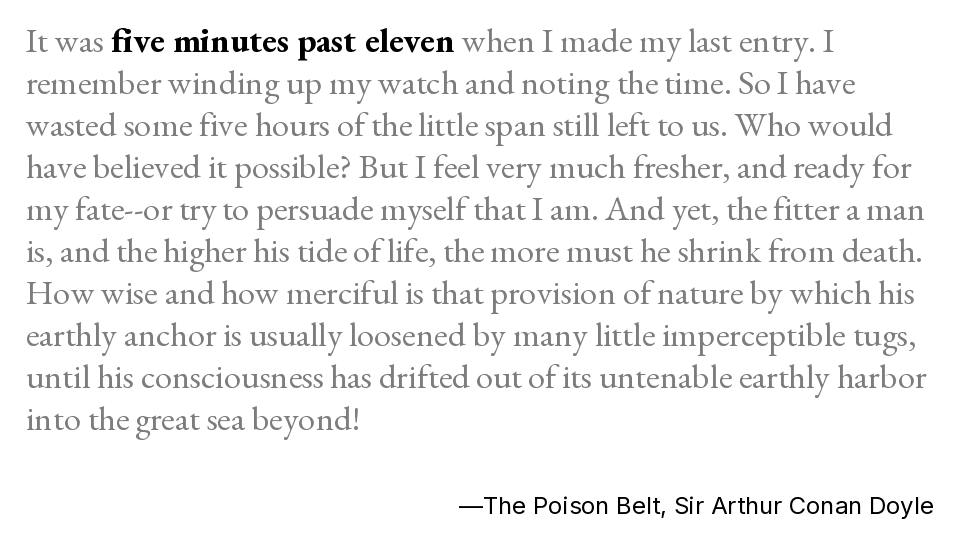 It was five minutes past eleven when I made my last entry. I
remember winding up my watch and noting the time. So I have
wasted some five hours of the little span still left to us. Who would
have believed it possible? But I feel very much fresher, and ready for
my fate--or try to persuade myself that I am. And yet, the fitter a man
is, and the higher his tide of life, the more must he shrink from death.
How wise and how merciful is that provision of nature by which his
earthly anchor is usually loosened by many little imperceptible tugs,
until his consciousness has drifted out of its untenable earthly harbor
into the great sea beyond!
—The Poison Belt, Sir Arthur Conan Doyle